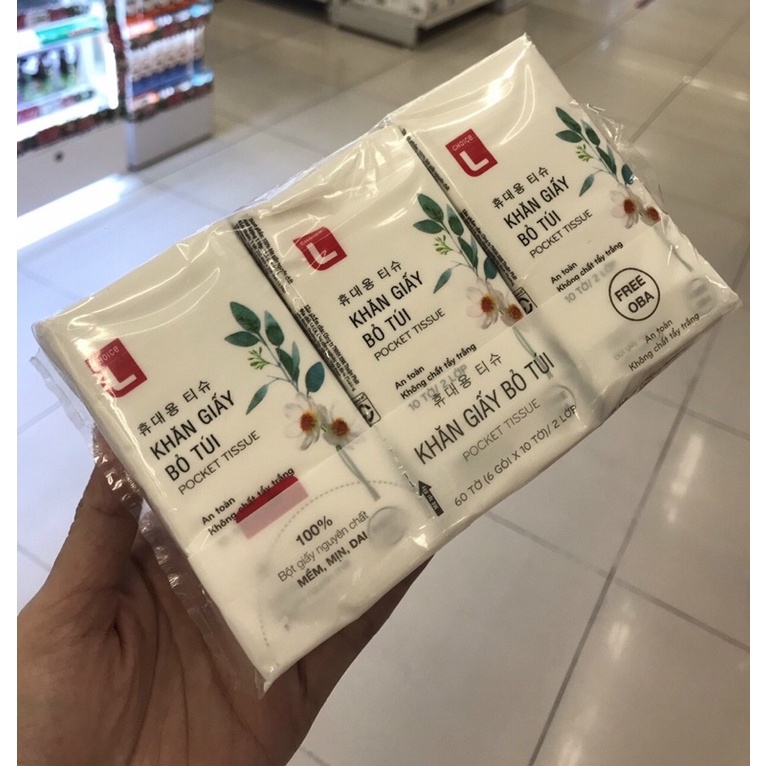 CHOICE
L
휴대용 티슈
KHĂN GIẤY
BỎ TÚI
POCKET TISSUE
An toàn
Không chất tẩy trắng
100%
Bột giấy nguyên chất
MỀM, MỊN, DAI
L
휴대용 티슈
KHĂN GIẤY
BỎ TÚI
POCKET TISSUE
An toàn
10 TỜ/ 2 LỚP
휴대용 티슈
KHĂN GIẤY BỎ TÚI
POCKET TISSUE
60 TỜ (6 GÓI X 10 TỜ)/ 2 LỚP
CHOICE
L
휴대용 티슈
KHĂN GIẤY
BỎ TÚI
POCKET TISSUE
An toàn
Không chất tẩy trắng
10 TỜ/ 2 LỚP
FREE
OBA
An toàn
Không chất tẩy trắng